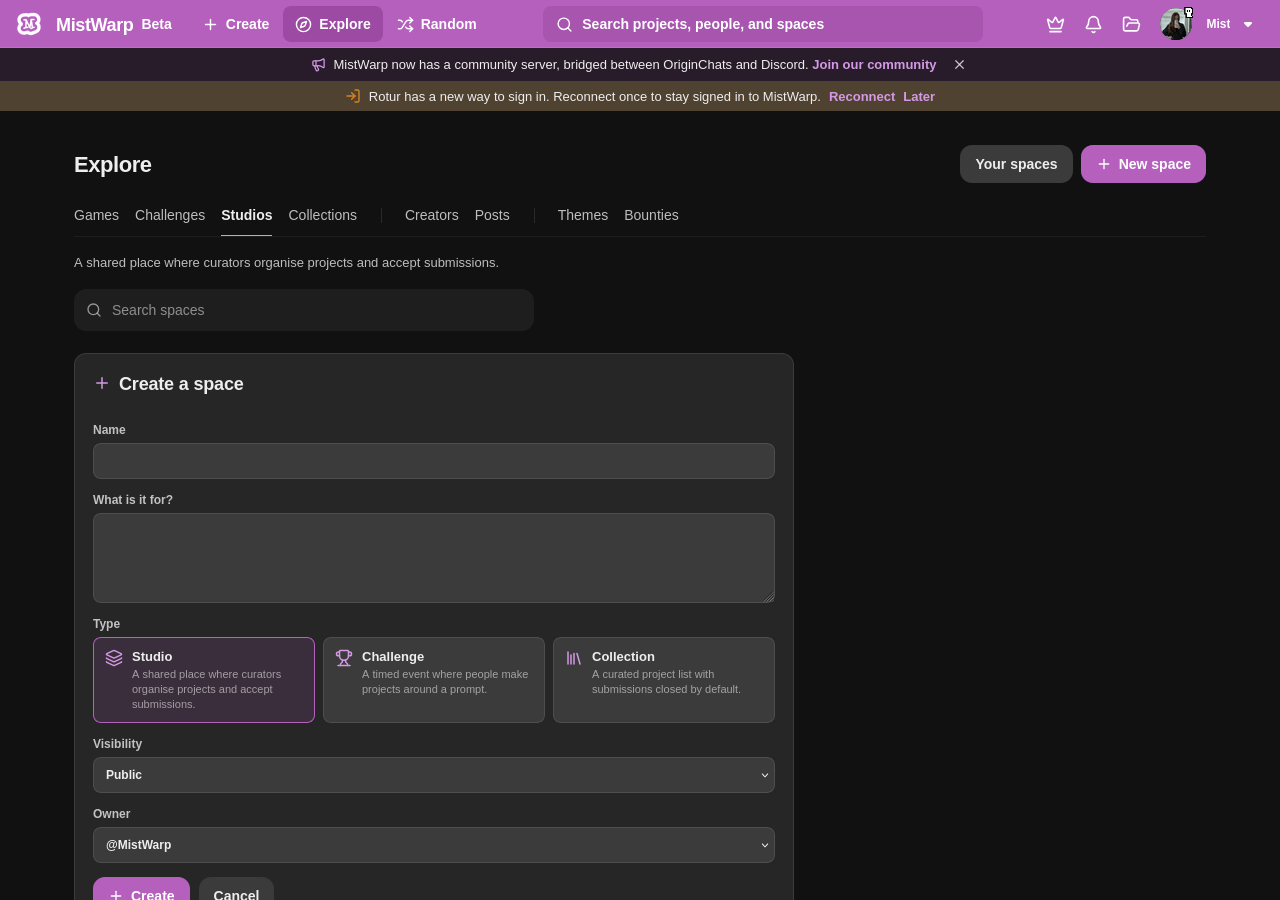 MistWarp Beta
Create
Explore
Random
Search projects, people, and spaces
Mist
MistWarp now has a community server, bridged between OriginChats and Discord. Join our community
Rotur has a new way to sign in. Reconnect once to stay signed in to MistWarp. Reconnect Later
Explore
Your spaces
New space
Games Challenges Studios Collections Creators Posts Themes Bounties
A shared place where curators organise projects and accept submissions.
Search spaces
Create a space
Name
What is it for?
Type
Studio
A shared place where curators
organise projects and accept
submissions.
Challenge
A timed event where people make
projects around a prompt.
Collection
A curated project list with
submissions closed by default.
Visibility
Public
Owner
@MistWarp
Create
Cancel